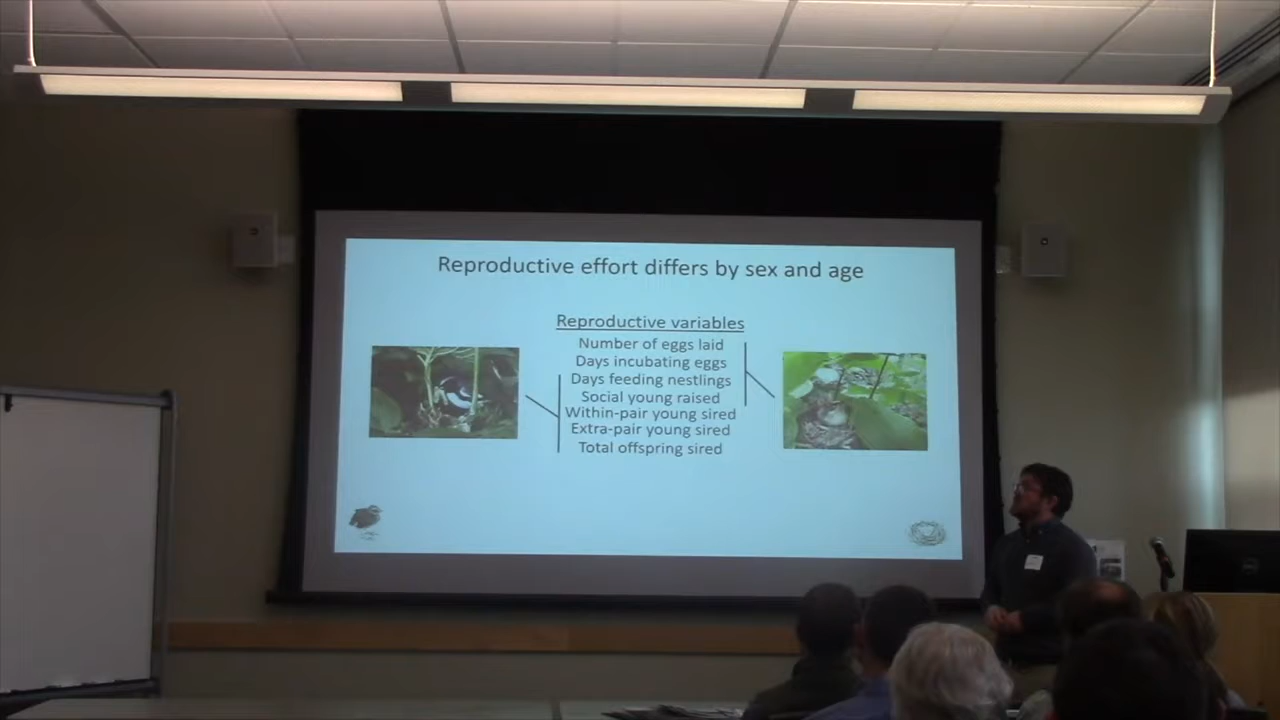 Reproductive effort differs by sex and age
Reproductive variables
Number of eggs laid
Days incubating eggs
Days feeding nestlings
Social young raised
Within-pair young sired
Extra-pair young sired
Total offspring sired